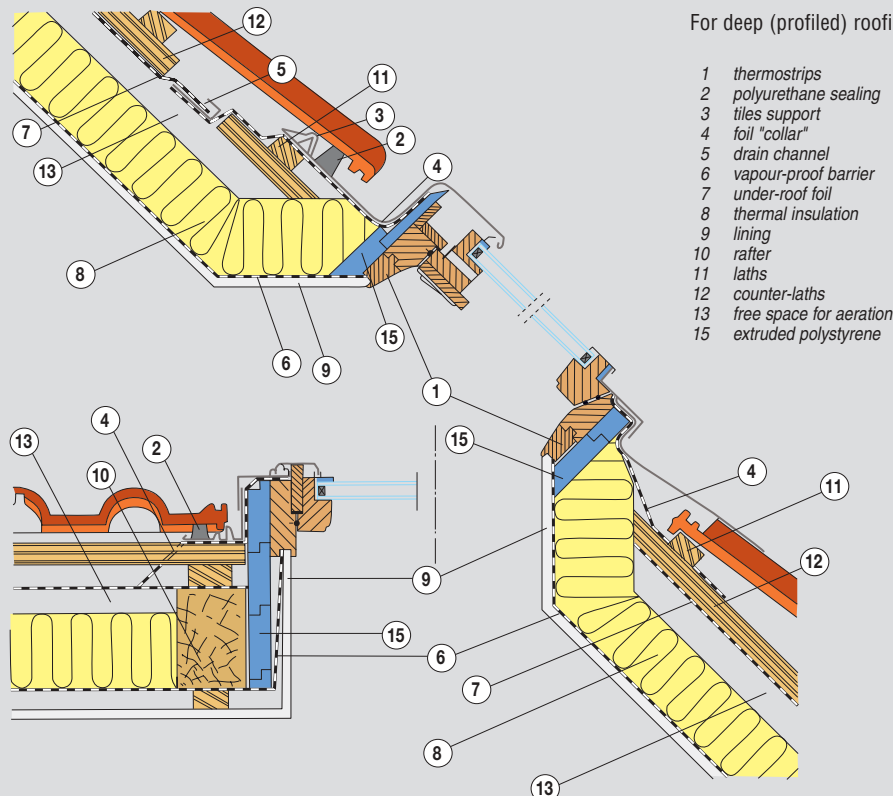 For deep (profiled) roofi
1 thermostrips
2 polyurethane sealing
3 tiles support
4 foil "collar"
5 drain channel
6 vapour-proof barrier
7 under-roof foil
8 thermal insulation
9 lining
10 rafter
11 laths
12 counter-laths
13 free space for aeration
15 extruded polystyrene
12
5
11
3
2
7
13
4
8
15
6
9
1
13
4
2
10
15
4
11
9
12
15
6
7
8
13